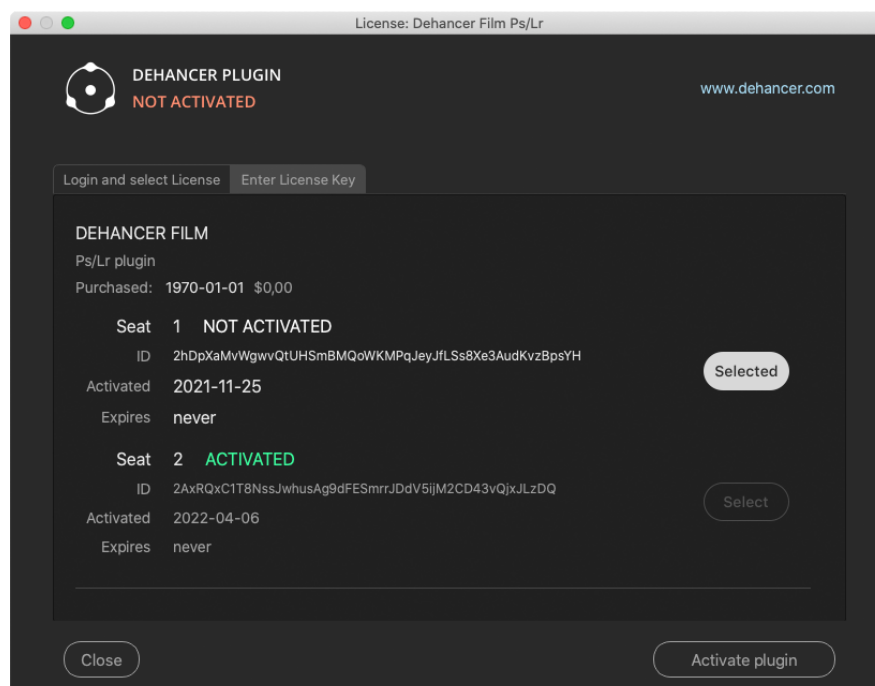 License: Dehancer Film Ps/Lr
DEHANCER PLUGIN
NOT ACTIVATED
www.dehancer.com
Login and select License Enter License Key
DEHANCER FILM
Ps/Lr plugin
Purchased: 1970-01-01 $0,00
Seat 1 NOT ACTIVATED
ID 2hDpXaMvWgwvQtUHSmBMQoWKMPqJeyJfLSs8Xe3AudKvzBpsYH
Activated 2021-11-25
Selected
Expires never
Seat 2 ACTIVATED
ID 2AxRQxC1T8NssJwhusAg9dFESmrrJDdV5ijM2CD43vQjxJLzDQ
Select
Activated 2022-04-06
Expires never
Close Activate plugin